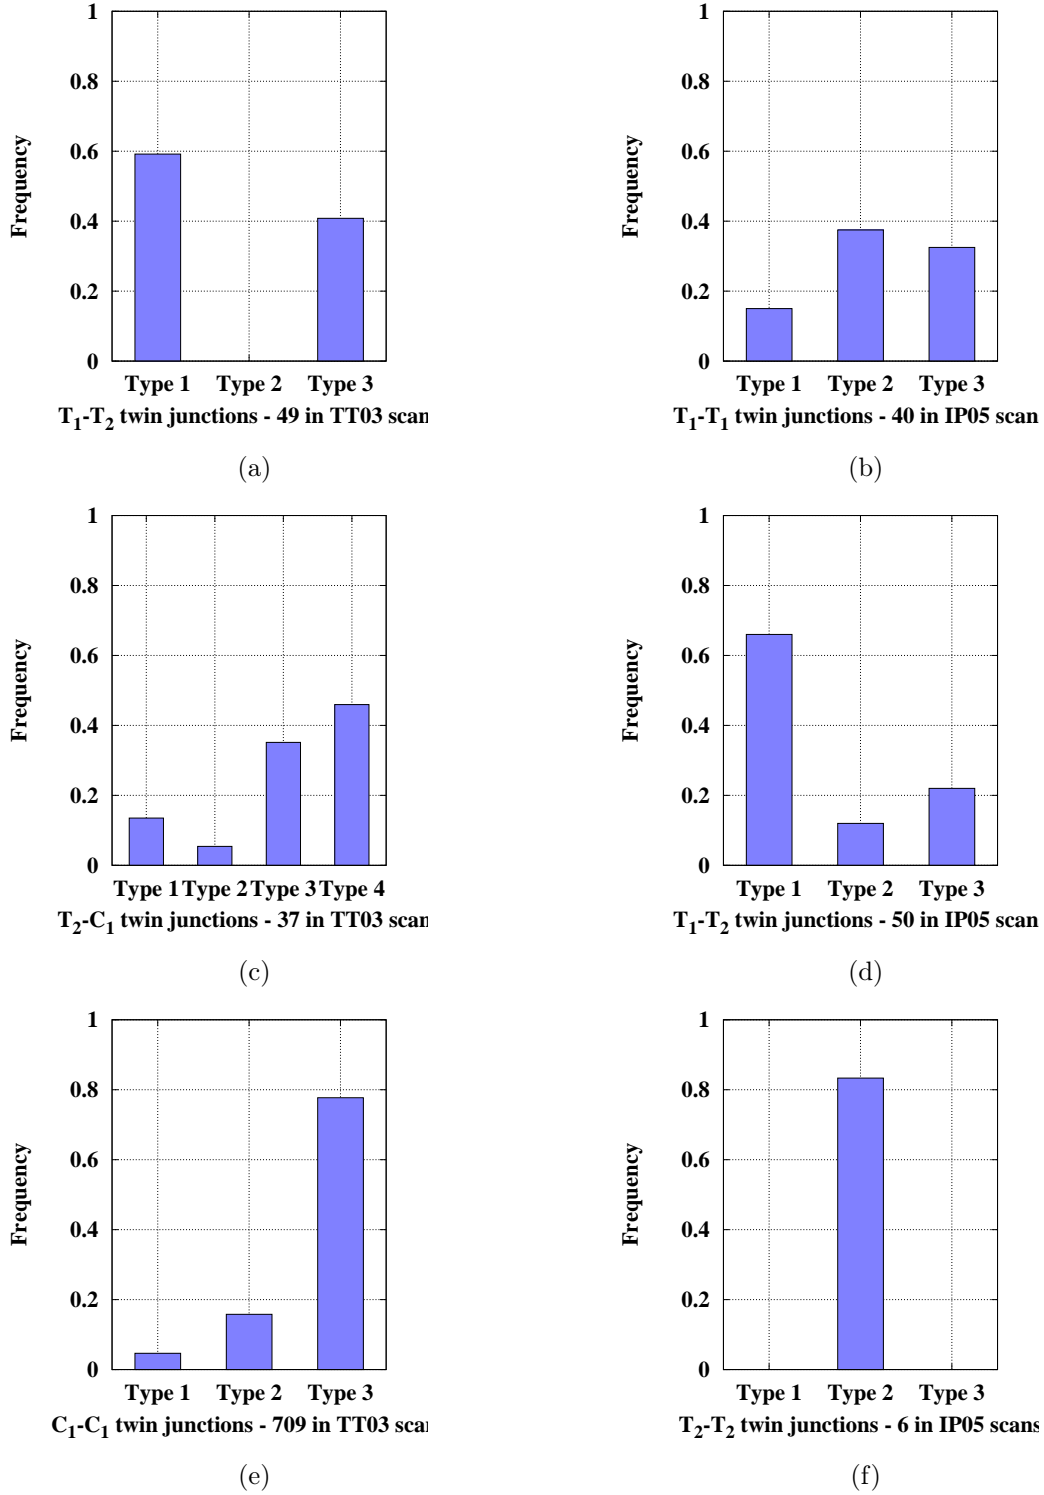 1
0.8
0.6
0.4
0.2
0
Frequency
Type 1 Type 2 Type 3
T1-T2 twin junctions - 49 in TT03 scan
(a)
1
0.8
0.6
0.4
0.2
0
Frequency
Type 1 Type 2 Type 3
T1-T1 twin junctions - 40 in IP05 scan
(b)
1
0.8
0.6
0.4
0.2
0
Frequency
Type 1 Type 2 Type 3 Type 4
T2-C1 twin junctions - 37 in TT03 scan
(c)
1
0.8
0.6
0.4
0.2
0
Frequency
Type 1 Type 2 Type 3
T1-T2 twin junctions - 50 in IP05 scan
(d)
1
0.8
0.6
0.4
0.2
0
Frequency
Type 1 Type 2 Type 3
C1-C1 twin junctions - 709 in TT03 scan
(e)
1
0.8
0.6
0.4
0.2
0
Frequency
Type 1 Type 2 Type 3
T2-T2 twin junctions - 6 in IP05 scans
(f)